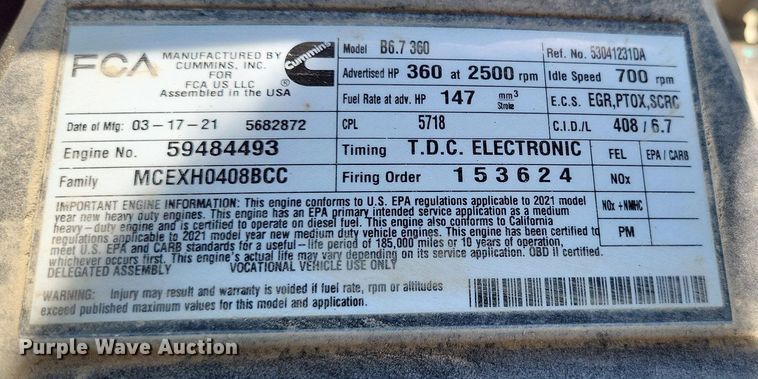 FCA
MANUFACTURED BY
CUMMINS, INC.
FOR
FCA US LLC
Assembled in the USA
Cummins
Model B6.7 360
Ref. No. 53041231DA
Advertised HP 360 at 2500 rpm
Idle Speed 700 rpm
Fuel Rate at adv. HP 147 mm3 Stroke
E.C.S. EGR,PTOX,SCRC
Date of Mfg: 03-17-21 5682872
CPL 5718
C.I.D./L 408 / 6.7
Engine No. 59484493
Timing T.D.C. ELECTRONIC
FEL EPA / CARB
Family MCEXH0408BCC
Firing Order 1 5 3 6 2 4
NOx
NOx +NMHC
PM
IMPORTANT ENGINE INFORMATION: This engine conforms to U.S. EPA regulations applicable to 2021 model
year new heavy duty engines. This engine has an EPA primary intended service application as a medium
heavy-duty engine and is certified to operate on diesel fuel. This engine also conforms to California
regulations applicable to 2021 model year new medium duty vehicle engines. This engine has been certified to
meet U.S. EPA and CARB standards for a useful-life period of 185,000 miles or 10 years of operation,
whichever occurs first. This engine's actual life may vary depending on its service application. OBD II certified.
DELEGATED ASSEMBLY VOCATIONAL VEHICLE USE ONLY
WARNING: Injury may result and warranty is voided if fuel rate, rpm or altitudes
exceed published maximum values for this model and application.
Purple Wave Auction